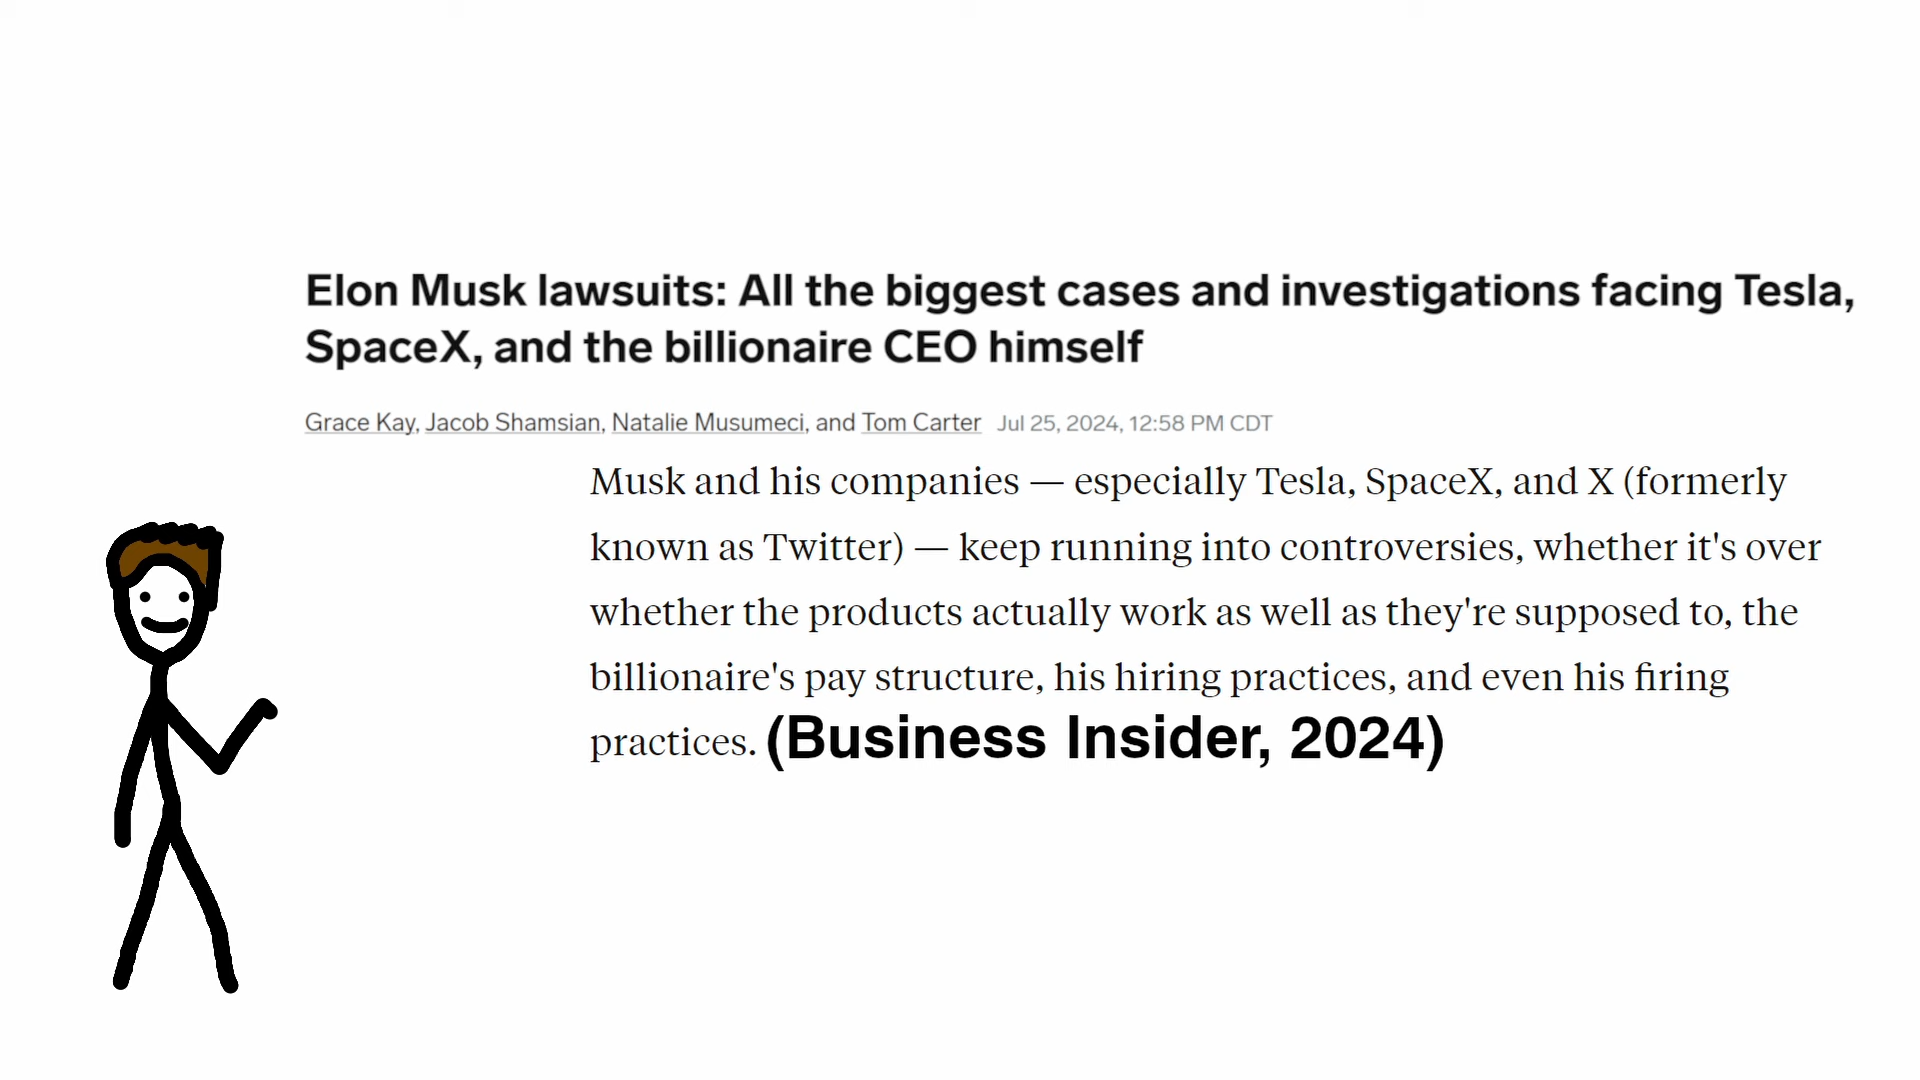 Elon Musk lawsuits: All the biggest cases and investigations facing Tesla,
SpaceX, and the billionaire CEO himself
Grace Kay, Jacob Shamsian, Natalie Musumeci, and Tom Carter Jul 25, 2024, 12:58 PM CDT
Musk and his companies — especially Tesla, SpaceX, and X (formerly
known as Twitter) — keep running into controversies, whether it's over
whether the products actually work as well as they're supposed to, the
billionaire's pay structure, his hiring practices, and even his firing
practices. (Business Insider, 2024)